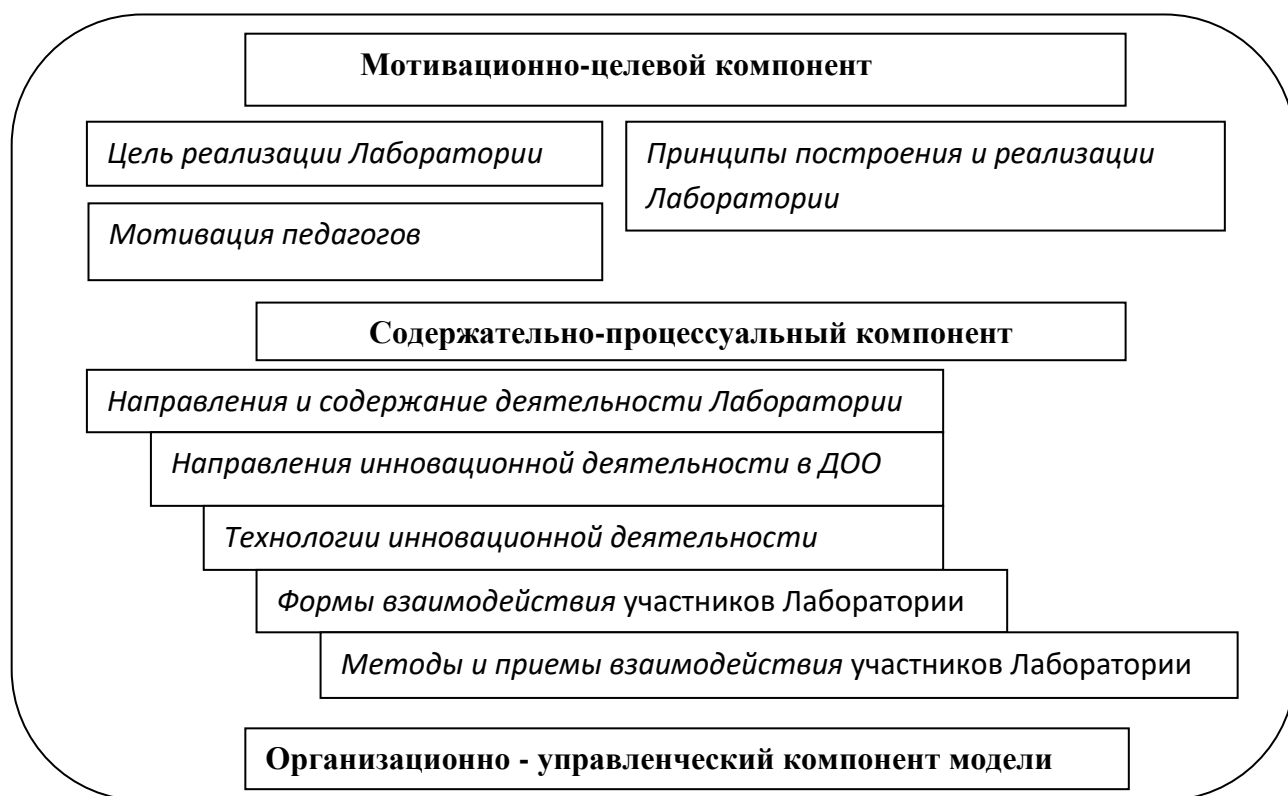 Мотивационно-целевой компонент
Цель реализации Лаборатории
Принципы построения и реализации
Лаборатории
Мотивация педагогов
Содержательно-процессуальный компонент
Направления и содержание деятельности Лаборатории
Направления инновационной деятельности в ДОО
Технологии инновационной деятельности
Формы взаимодействия участников Лаборатории
Методы и приемы взаимодействия участников Лаборатории
Организационно - управленческий компонент модели